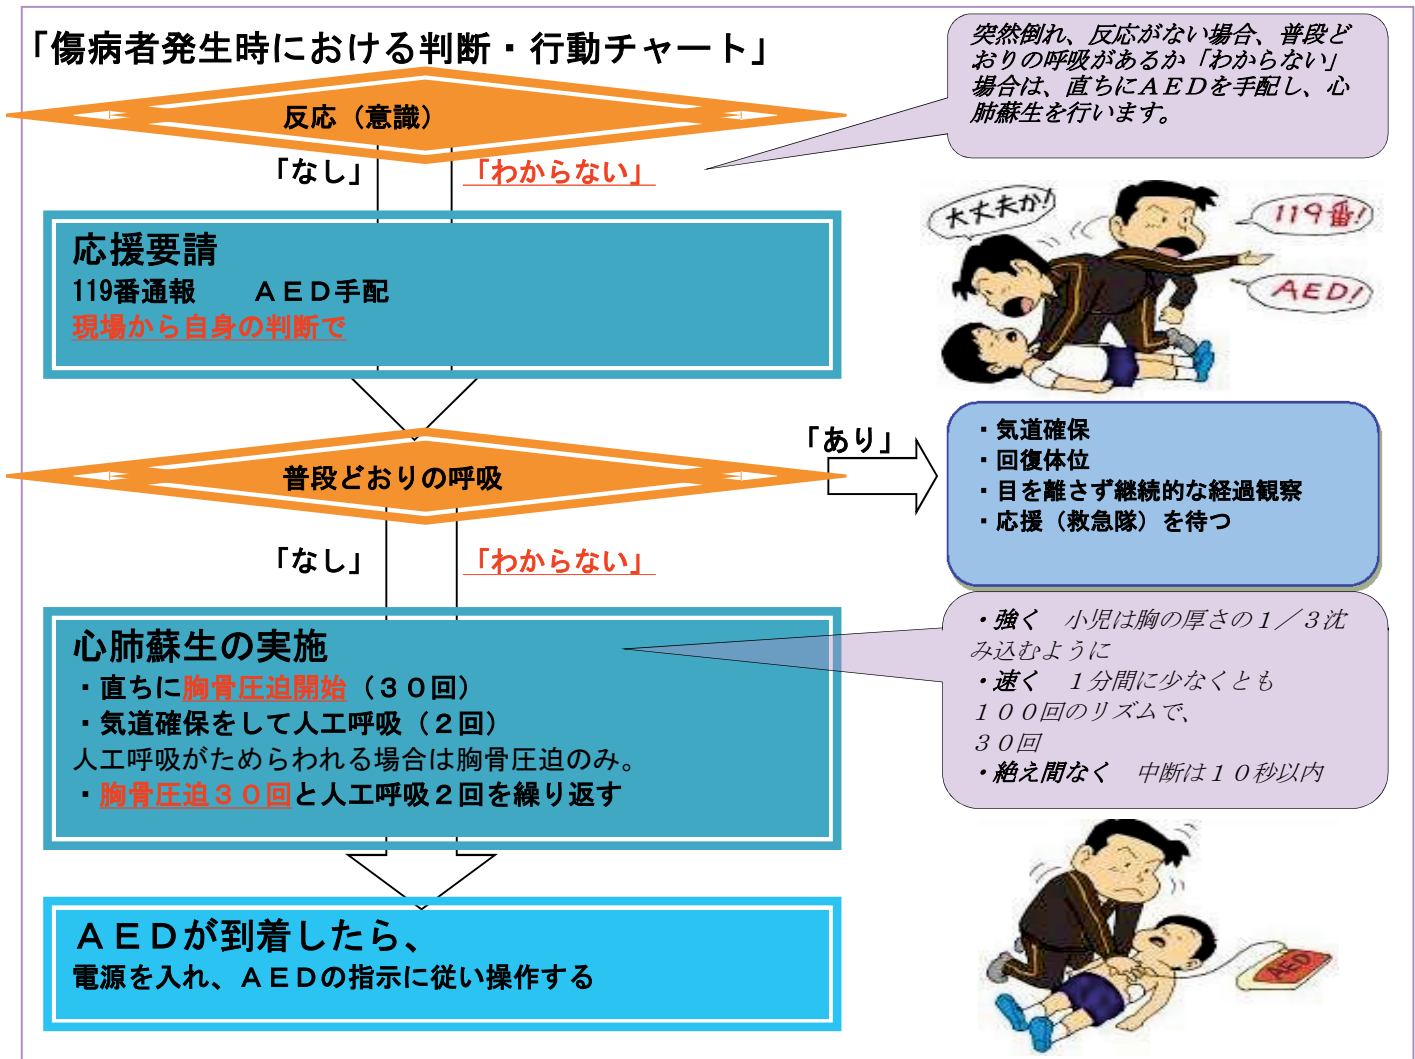 「傷病者発生時における判断・行動チャート」
突然倒れ、反応がない場合、普段ど
おりの呼吸があるか「わからない」
場合は、直ちにＡＥＤを手配し、心
肺蘇生を行います。
反応（意識）
「なし」 「わからない」
応援要請
119番通報　　ＡＥＤ手配
現場から自身の判断で
大丈夫か!
119番!
AED!
普段どおりの呼吸
「あり」
・気道確保
・回復体位
・目を離さず継続的な経過観察
・応援（救急隊）を待つ
「なし」 「わからない」
心肺蘇生の実施
・直ちに胸骨圧迫開始（３０回）
・気道確保をして人工呼吸（２回）
人工呼吸がためらわれる場合は胸骨圧迫のみ。
・胸骨圧迫３０回と人工呼吸２回を繰り返す
・強く　小児は胸の厚さの１／３沈
み込むように
・速く　１分間に少なくとも
１００回のリズムで、
３０回
・絶え間なく　中断は１０秒以内
ＡＥＤが到着したら、
電源を入れ、ＡＥＤの指示に従い操作する
AED